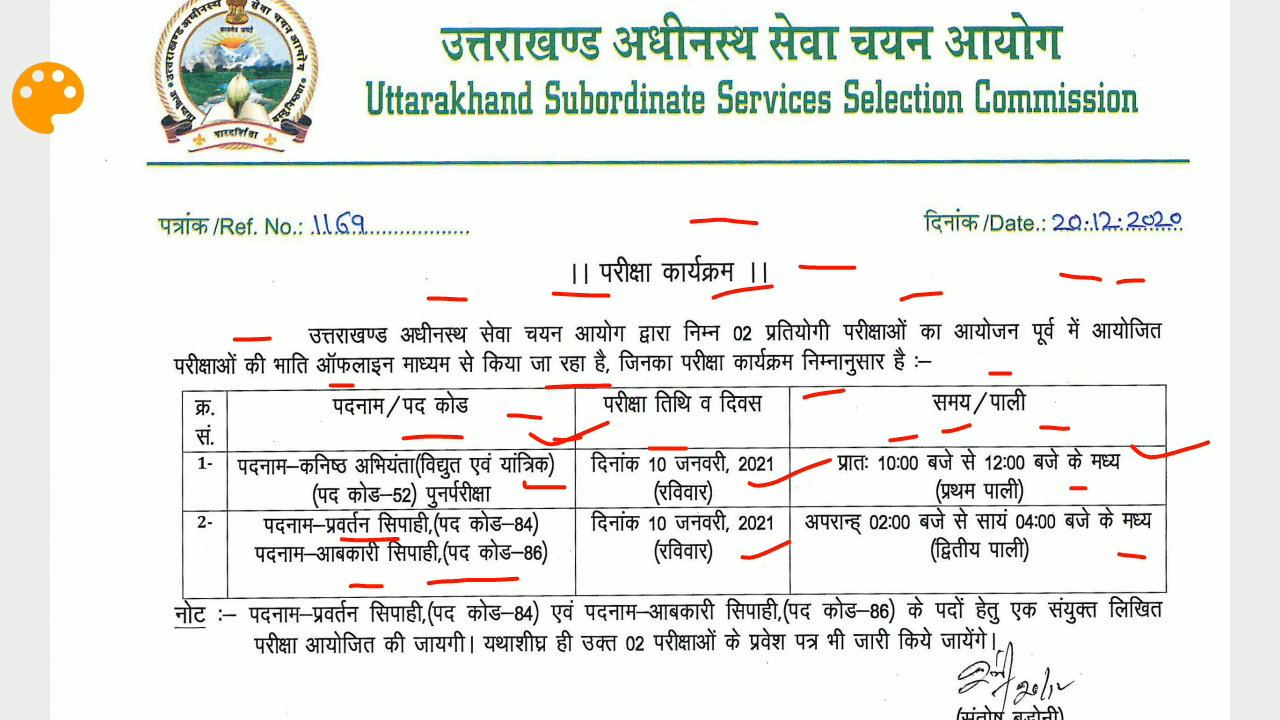 उत्तराखण्ड अधीनस्थ सेवा चयन आयोग
Uttarakhand Subordinate Services Selection Commission
पत्रांक /Ref. No.: 1169
दिनांक /Date.: 20.12.2020
।। परीक्षा कार्यक्रम ।।
उत्तराखण्ड अधीनस्थ सेवा चयन आयोग द्वारा निम्न 02 प्रतियोगी परीक्षाओं का आयोजन पूर्व में आयोजित
परीक्षाओं की भाति ऑफलाइन माध्यम से किया जा रहा है, जिनका परीक्षा कार्यक्रम निम्नानुसार है :–
क्र. सं. पदनाम/पद कोड परीक्षा तिथि व दिवस समय/पाली
1- पदनाम–कनिष्ठ अभियंता(विद्युत एवं यांत्रिक) दिनांक 10 जनवरी, 2021 प्रातः 10:00 बजे से 12:00 बजे के मध्य
(पद कोड–52) पुनर्परीक्षा (रविवार) (प्रथम पाली)
2- पदनाम–प्रवर्तन सिपाही,(पद कोड–84) दिनांक 10 जनवरी, 2021 अपरान्ह् 02:00 बजे से सायं 04:00 बजे के मध्य
पदनाम–आबकारी सिपाही,(पद कोड–86) (रविवार) (द्वितीय पाली)
नोट :– पदनाम–प्रवर्तन सिपाही,(पद कोड–84) एवं पदनाम–आबकारी सिपाही,(पद कोड–86) के पदों हेतु एक संयुक्त लिखित
परीक्षा आयोजित की जायगी। यथाशीघ्र ही उक्त 02 परीक्षाओं के प्रवेश पत्र भी जारी किये जायेंगे।
20/12
(संतोष बडोनी)